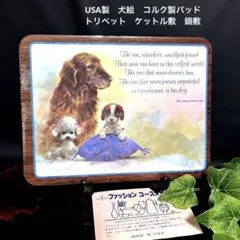 USA製 犬絵 コルク製パッド
トリベット ケットル敷 鍋敷
The one, absolute, unselfish friend
That man can have in this selfish world,
The one that never deserts him,
The one that never proves ungrateful
or treacherous, is his dog.
ファッション コース